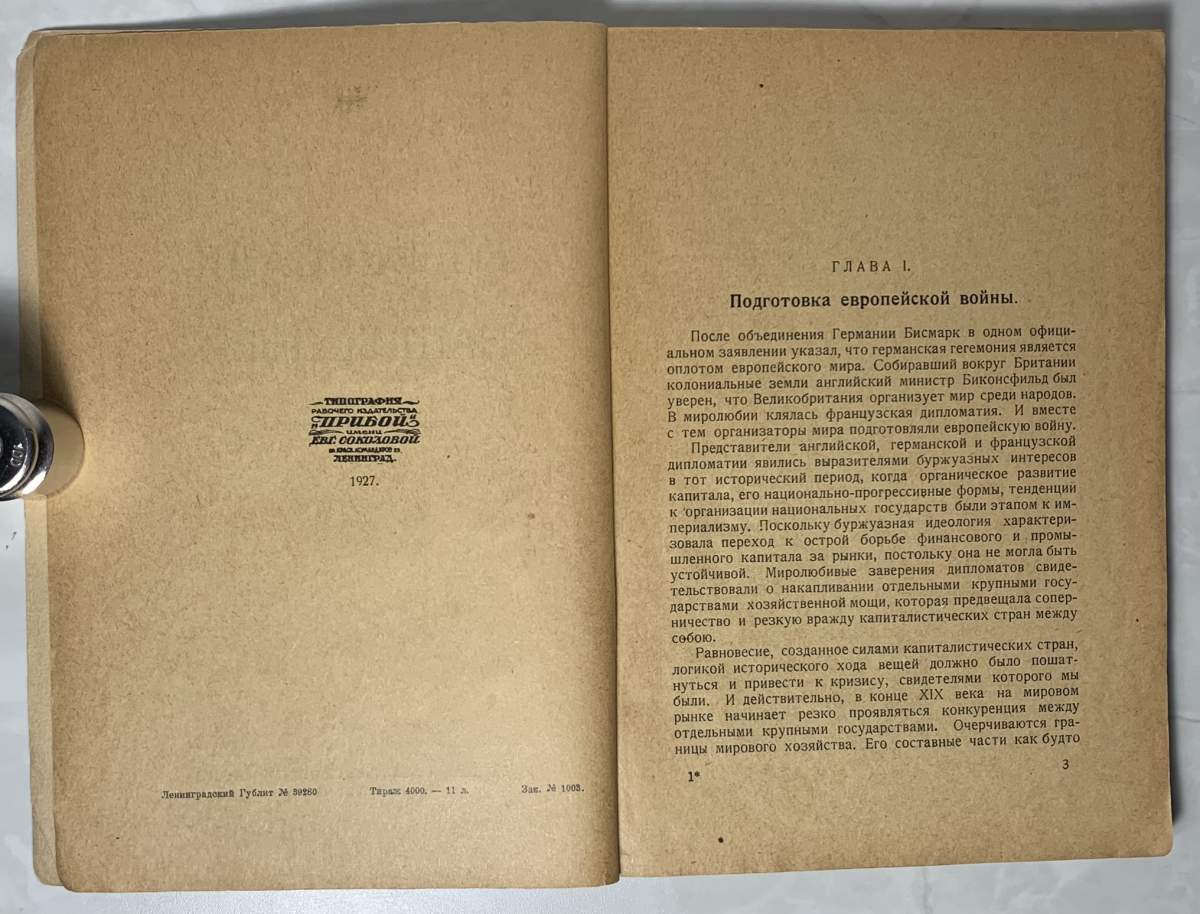 ТИПОГРАФИЯ
РАБОЧЕГО ИЗДАТЕЛЬСТВА
„ПРИБОЙ“
ИМЕНИ
ЕВГ. СОКОЛОВОЙ
КРАСН. КОМАНДИРОВ
ЛЕНИНГРАД.
1927.
Ленинградский Гублит № 39260
Тираж 4000. — 11 л.
Зак. № 1003.
ГЛАВА I.
Подготовка европейской войны.
После объединения Германии Бисмарк в одном офици-
альном заявлении указал, что германская гегемония является
оплотом европейского мира. Собиравший вокруг Британии
колониальные земли английский министр Биконсфильд был
уверен, что Великобритания организует мир среди народов.
В миролюбии клялась французская дипломатия. И вместе
с тем организаторы мира подготовляли европейскую войну.
Представители английской, германской и французской
дипломатии явились выразителями буржуазных интересов
в тот исторический период, когда органическое развитие
капитала, его национально-прогрессивные формы, тенденции
к организации национальных государств были этапом к им-
периализму. Поскольку буржуазная идеология характери-
зовала переход к острой борьбе финансового и промы-
шленного капитала за рынки, постольку она не могла быть
устойчивой. Миролюбивые заверения дипломатов свиде-
тельствовали о накапливании отдельными крупными госу-
дарствами хозяйственной мощи, которая предвещала сопер-
ничество и резкую вражду капиталистических стран между
собою.
Равновесие, созданное силами капиталистических стран,
логикой исторического хода вещей должно было пошат-
нуться и привести к кризису, свидетелями которого мы
были. И действительно, в конце XIX века на мировом
рынке начинает резко проявляться конкуренция между
отдельными крупными государствами. Очерчиваются гра-
ницы мирового хозяйства. Его составные части как будто
1*
3